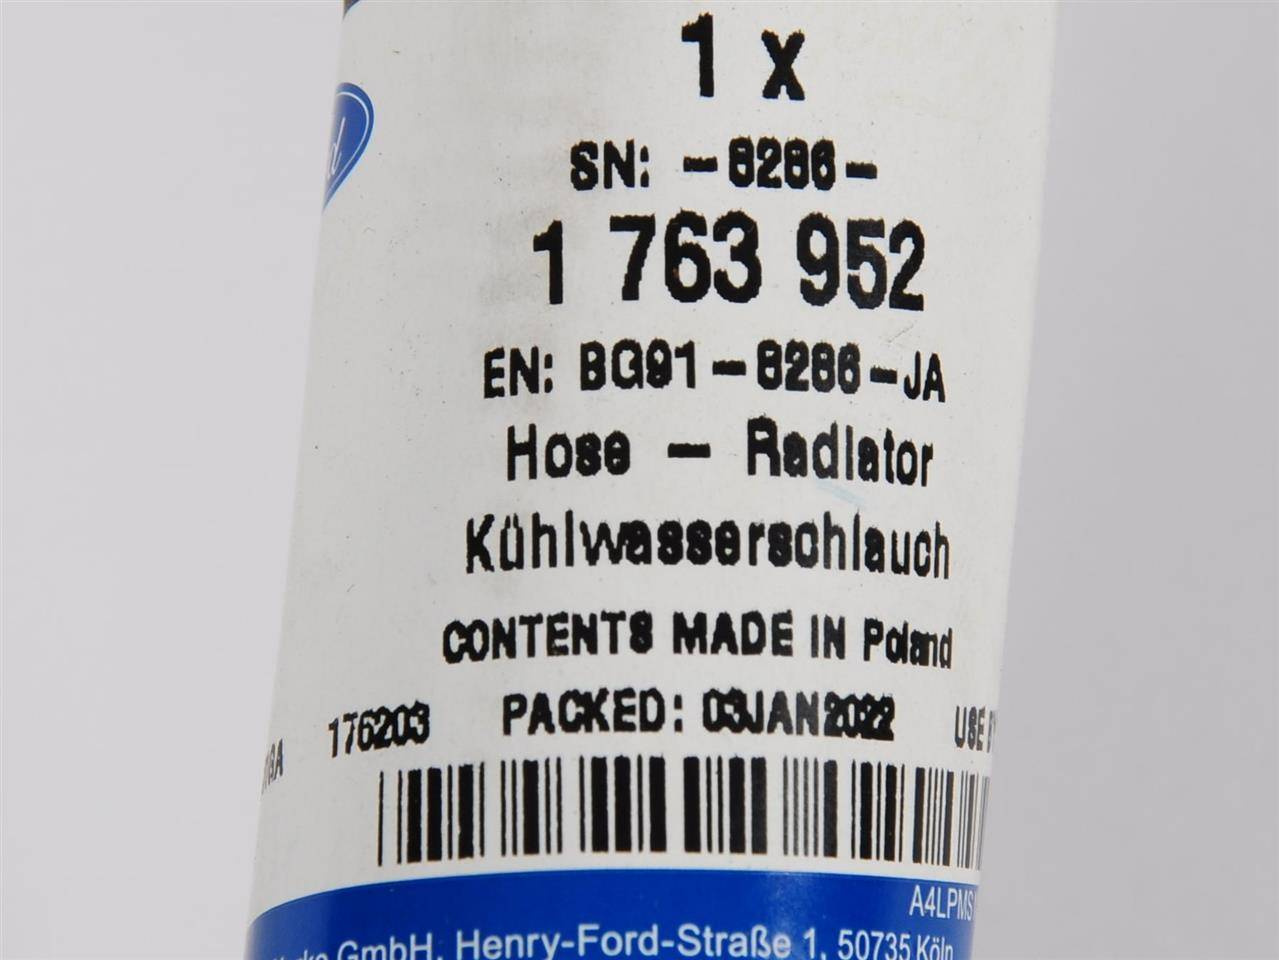 1 x
SN: -8286-
1 763 952
EN: BG91-8286-JA
Hose - Radiator
Kühlwasserschlauch
CONTENTS MADE IN Poland
176203 PACKED: 03JAN2022 USE
A4LPMS
GmbH, Henry-Ford-Straße 1, 50735 Köln